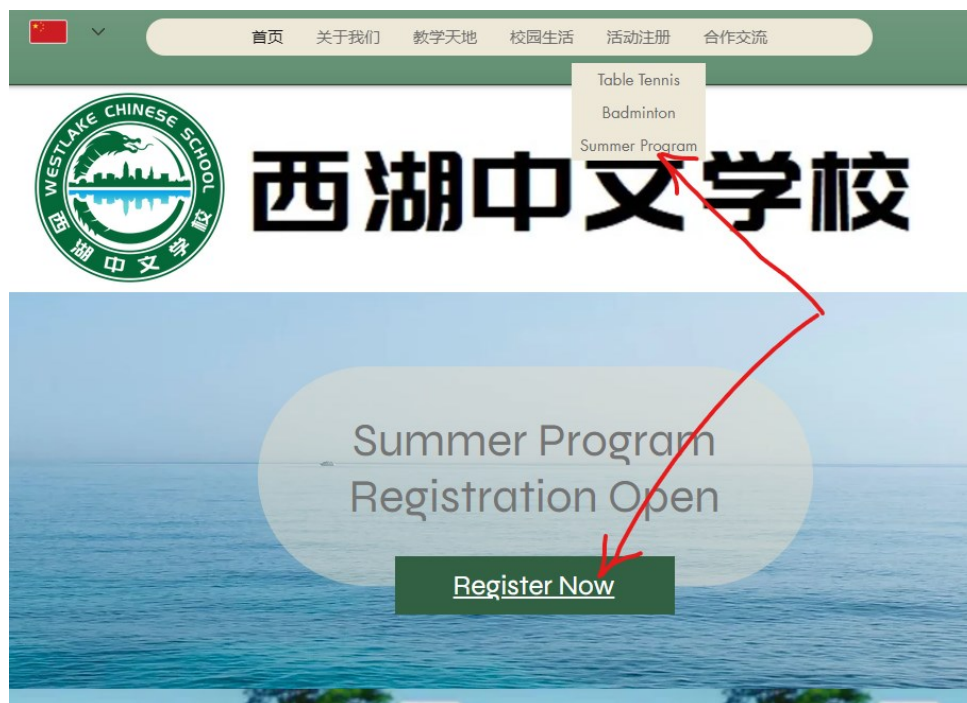 首页 关于我们 教学天地 校园生活 活动注册 合作交流
Table Tennis
Badminton
Summer Program
WESTLAKE CHINESE SCHOOL
西湖中文学校
西湖中文学校
Summer Program
Registration Open
Register Now